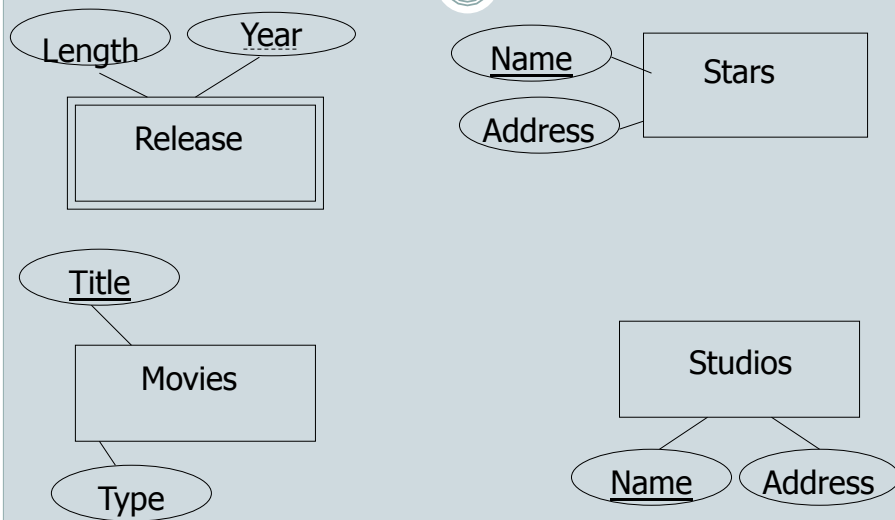 Length
Year
Release
Name
Address
Stars
Title
Movies
Type
Studios
Name
Address